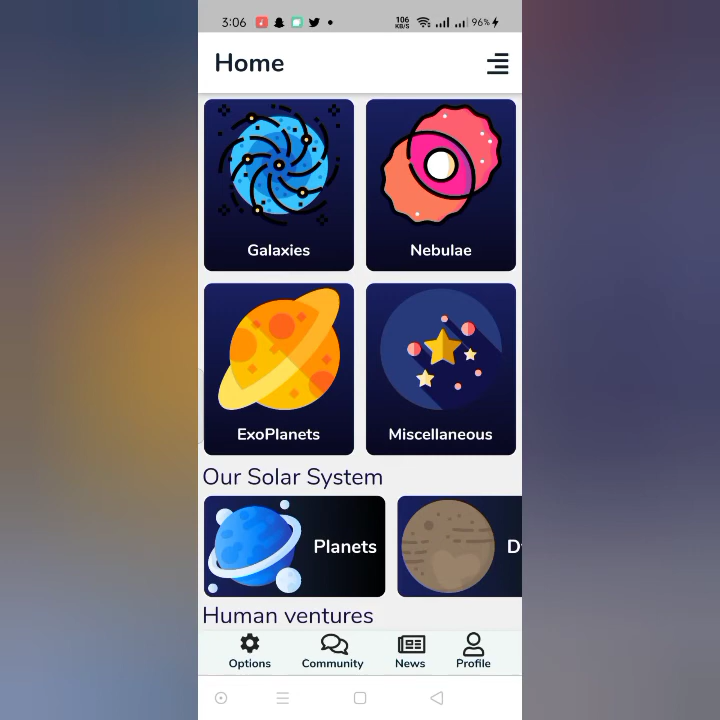 3:06 106 KB/S 96%
Home
Galaxies Nebulae
ExoPlanets Miscellaneous
Our Solar System
Planets
Human ventures
Options Community News Profile